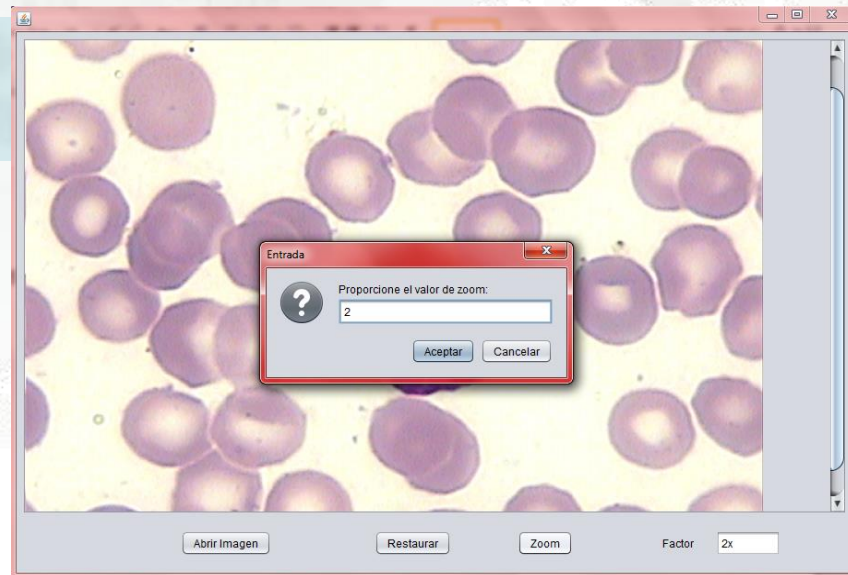 Entrada
Proporcione el valor de zoom:
2
Aceptar Cancelar
Abrir Imagen Restaurar Zoom Factor 2x